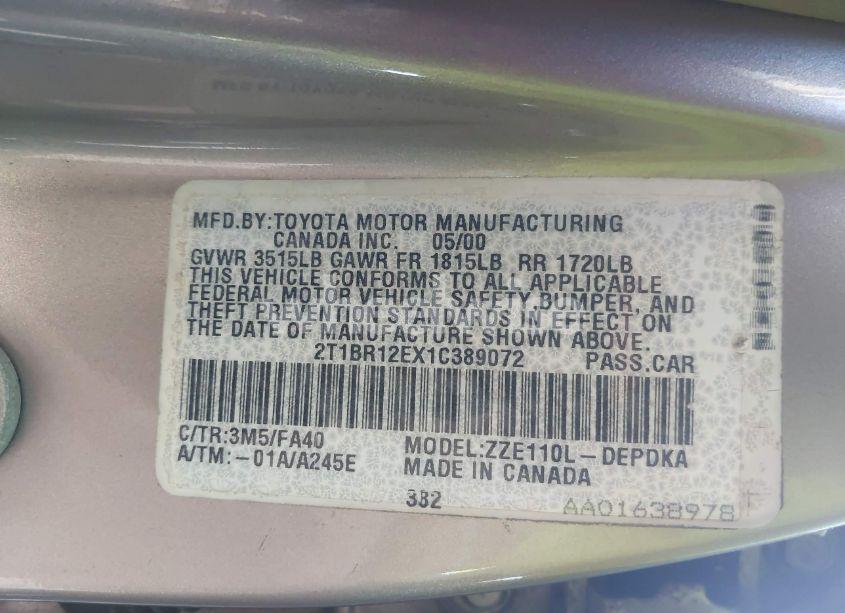 MFD.BY:TOYOTA MOTOR MANUFACTURING
CANADA INC. 05/00
GVWR 3515LB GAWR FR 1815LB RR 1720LB
THIS VEHICLE CONFORMS TO ALL APPLICABLE
FEDERAL MOTOR VEHICLE SAFETY,BUMPER, AND
THEFT PREVENTION STANDARDS IN EFFECT ON
THE DATE OF MANUFACTURE SHOWN ABOVE.
2T1BR12EX1C389072 PASS.CAR
C/TR:3M5/FA40 MODEL:ZZE110L-DEPDKA
A/TM:-01A/A245E MADE IN CANADA
382
AA01638978